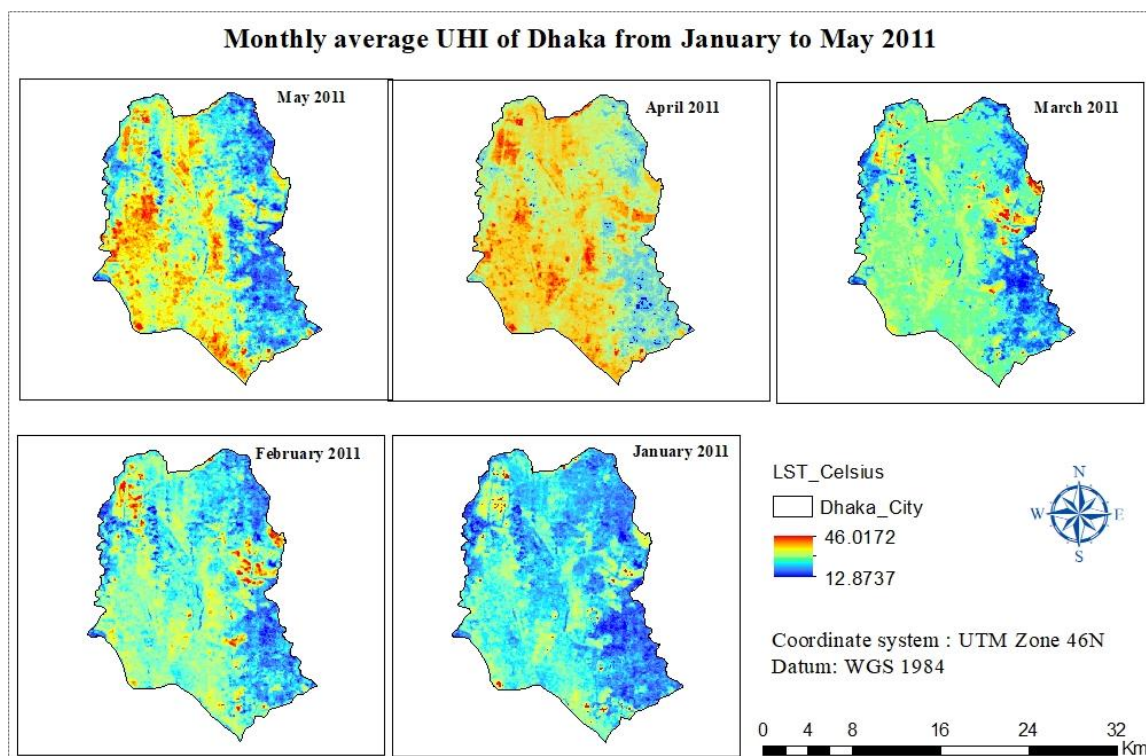 Monthly average UHI of Dhaka from January to May 2011
May 2011
April 2011
March 2011
February 2011
January 2011
LST_Celsius
Dhaka_City
46.0172
12.8737
N
W
E
S
Coordinate system : UTM Zone 46N
Datum: WGS 1984
0 4 8 16 24 32
Km